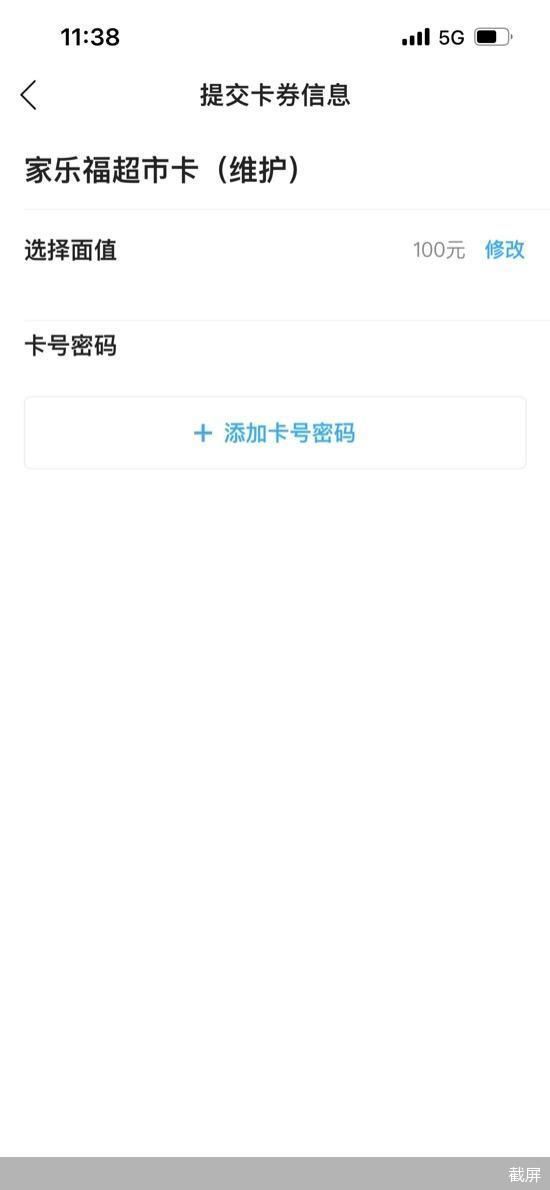 11:38 5G
提交卡券信息
家乐福超市卡（维护）
选择面值 100元 修改
卡号密码
+ 添加卡号密码
截屏